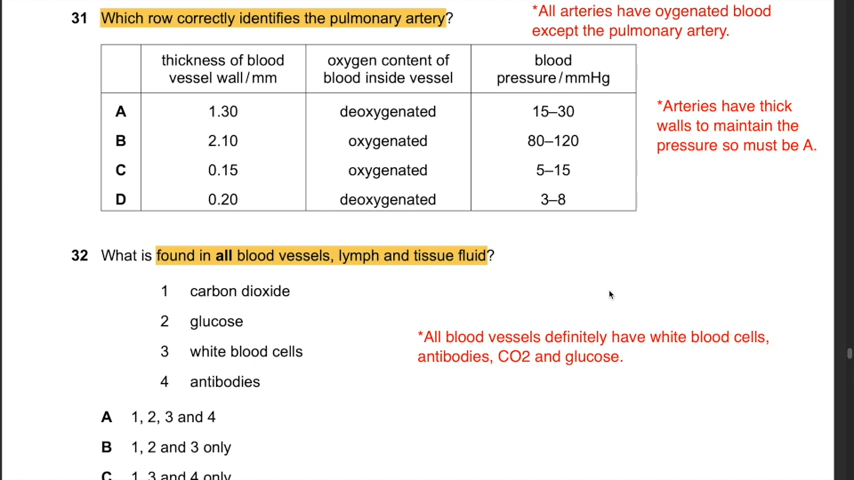 31 Which row correctly identifies the pulmonary artery?
*All arteries have oygenated blood
except the pulmonary artery.
thickness of blood vessel wall/mm
oxygen content of blood inside vessel
blood pressure/mmHg
A 1.30 deoxygenated 15–30
B 2.10 oxygenated 80–120
C 0.15 oxygenated 5–15
D 0.20 deoxygenated 3–8
*Arteries have thick
walls to maintain the
pressure so must be A.
32 What is found in all blood vessels, lymph and tissue fluid?
1 carbon dioxide
2 glucose
3 white blood cells
4 antibodies
*All blood vessels definitely have white blood cells,
antibodies, CO2 and glucose.
A 1, 2, 3 and 4
B 1, 2 and 3 only
C 1, 3 and 4 only